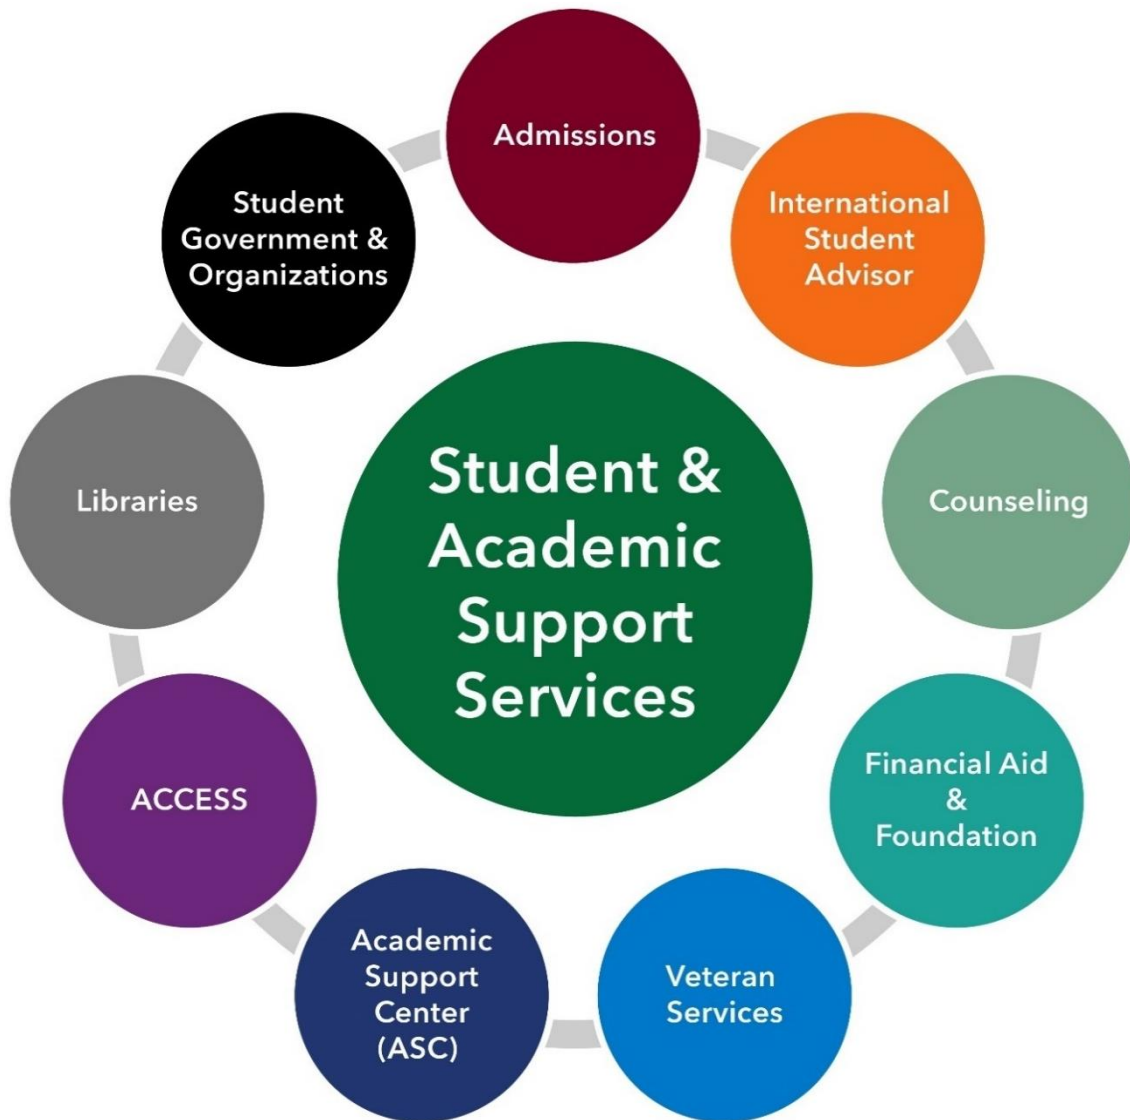 Admissions
International
Student
Advisor
Counseling
Financial Aid
&
Foundation
Veteran
Services
Academic
Support
Center
(ASC)
ACCESS
Libraries
Student
Government &
Organizations
Student &
Academic
Support
Services